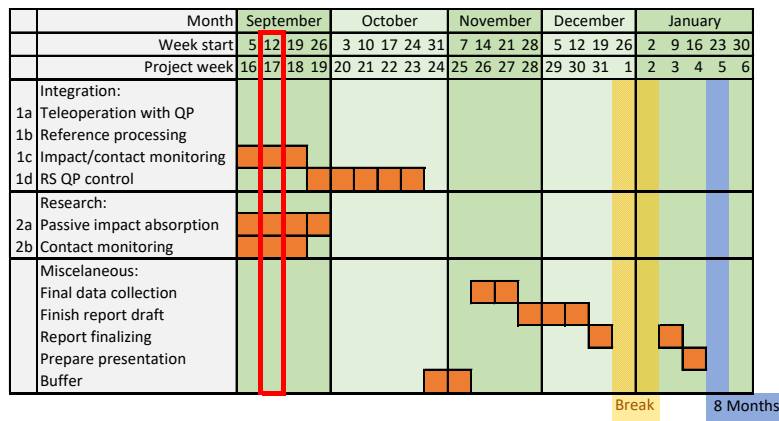 Month September October November December January
Week start 5 12 19 26 3 10 17 24 31 7 14 21 28 5 12 19 26 2 9 16 23 30
Project week 16 17 18 19 20 21 22 23 24 25 26 27 28 29 30 31 1 2 3 4 5 6
Integration:
1a Teleoperation with QP
1b Reference processing
1c Impact/contact monitoring
1d RS QP control
Research:
2a Passive impact absorption
2b Contact monitoring
Miscelaneous:
Final data collection
Finish report draft
Report finalizing
Prepare presentation
Buffer
Break 8 Months